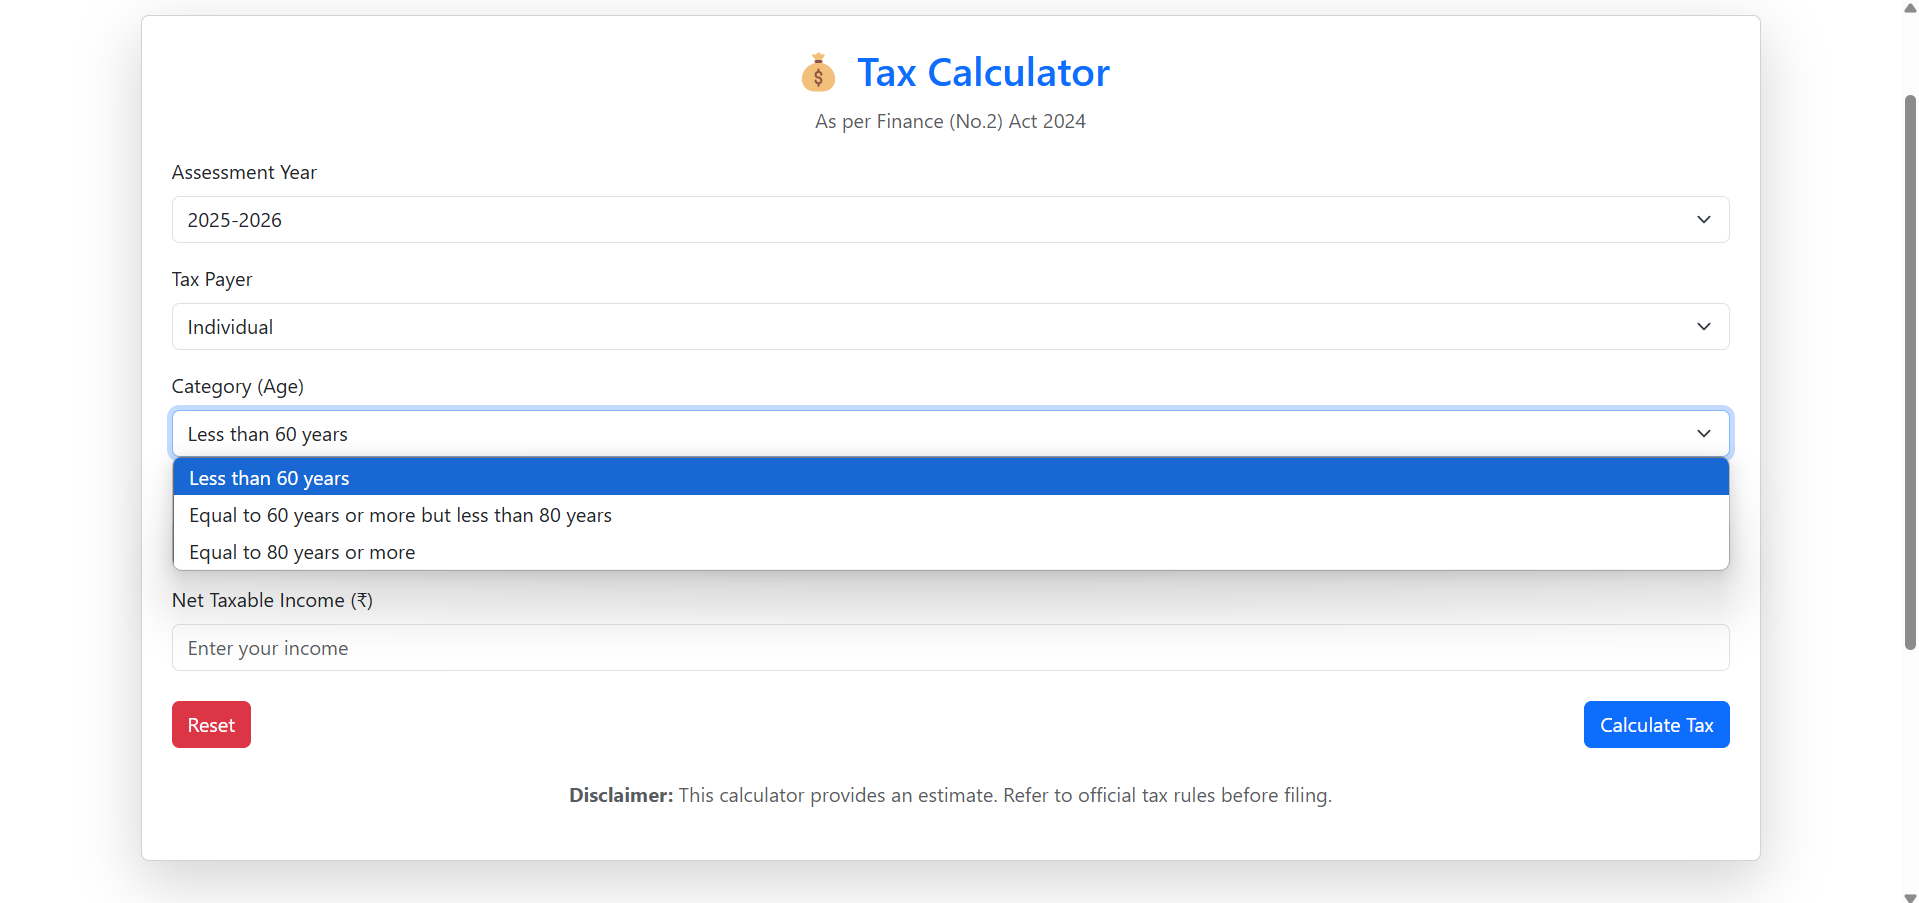 Tax Calculator
As per Finance (No.2) Act 2024
Assessment Year
2025-2026
Tax Payer
Individual
Category (Age)
Less than 60 years
Less than 60 years
Equal to 60 years or more but less than 80 years
Equal to 80 years or more
Net Taxable Income (₹)
Enter your income
Reset
Calculate Tax
Disclaimer: This calculator provides an estimate. Refer to official tax rules before filing.